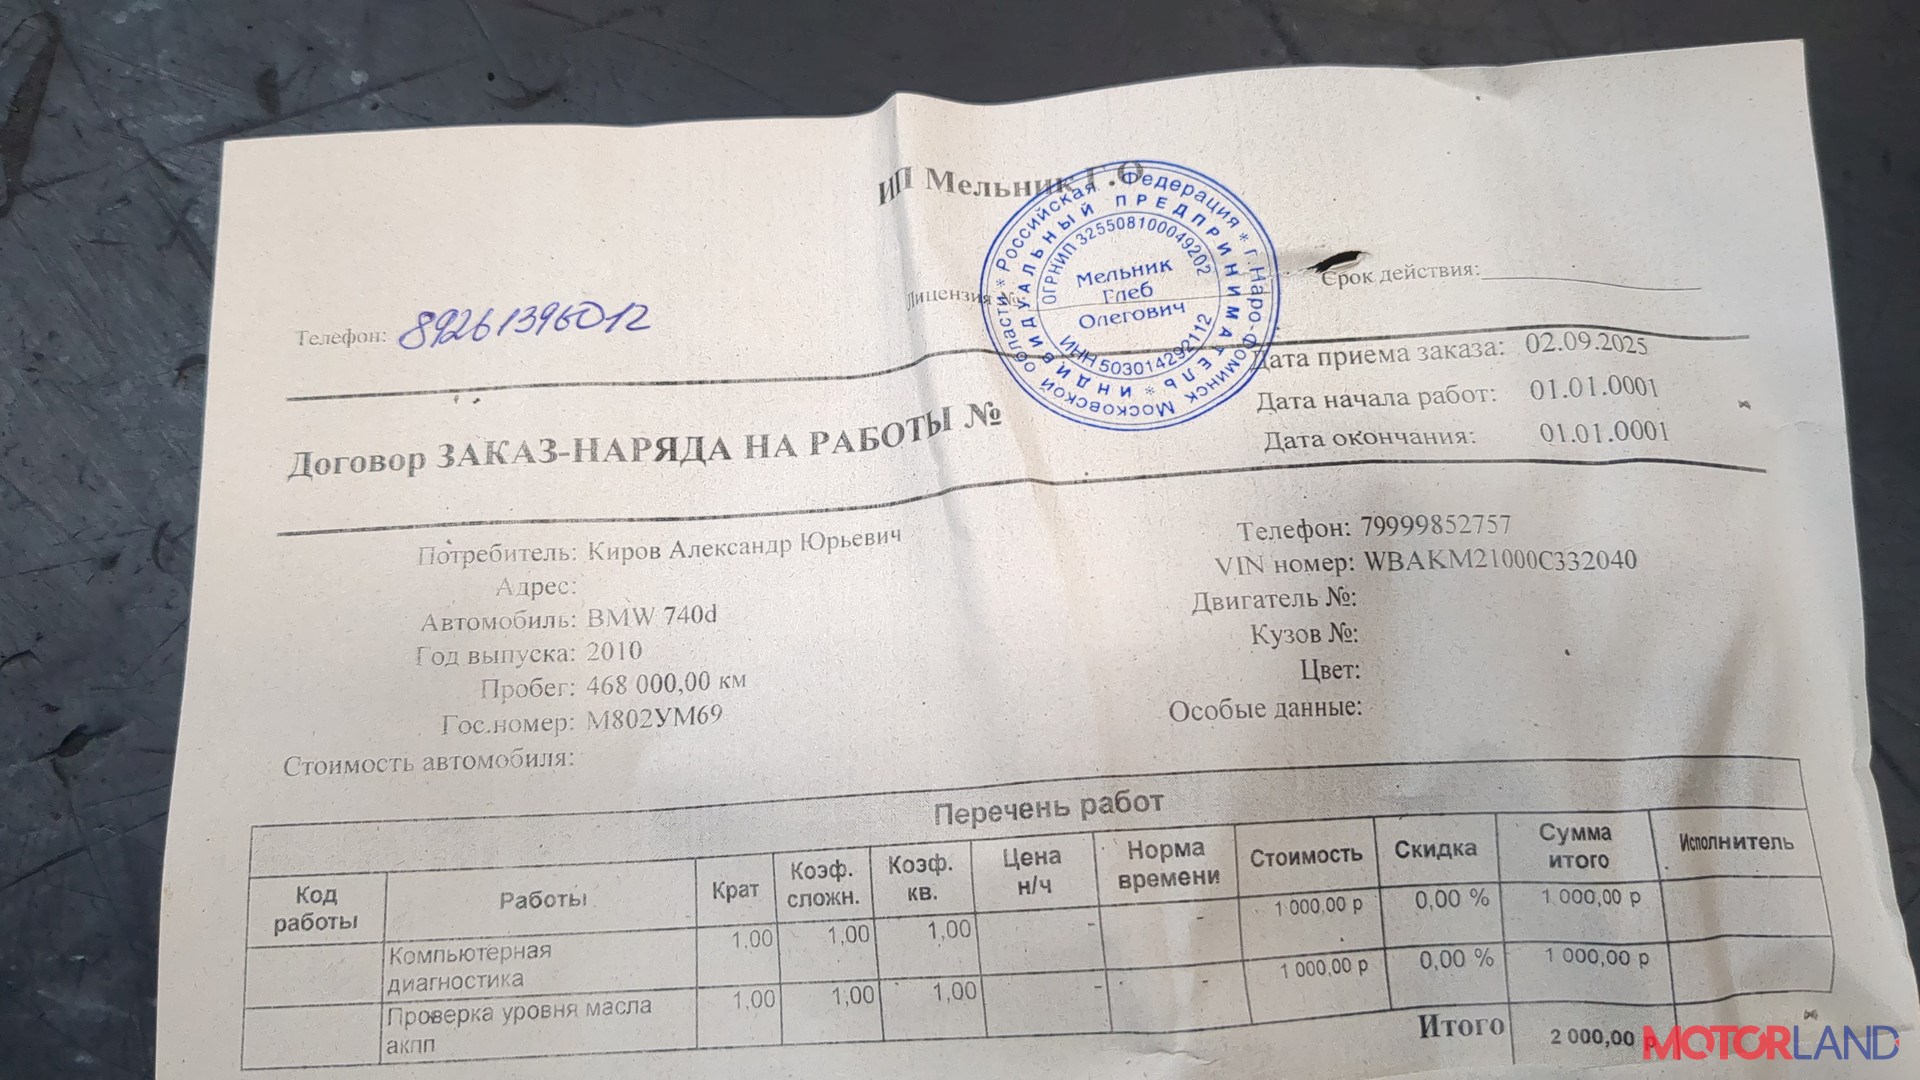 ИП Мельник Г.О
Российская Федерация * г.Наро-Фоминск Московской области *
ИНДИВИДУАЛЬНЫЙ ПРЕДПРИНИМАТЕЛЬ *
ОГРНИП 325508100049202
Мельник
Глеб
Олегович
ИНН 503014292112
Лицензия № Срок действия:
Телефон: 89261396012
Дата приема заказа: 02.09.2025
Дата начала работ: 01.01.0001
Дата окончания: 01.01.0001
Договор ЗАКАЗ-НАРЯДА НА РАБОТЫ №
Потребитель: Киров Александр Юрьевич
Адрес:
Автомобиль: BMW 740d
Год выпуска: 2010
Пробег: 468 000,00 км
Гос.номер: М802УМ69
Стоимость автомобиля:
Телефон: 79999852757
VIN номер: WBAKM21000C332040
Двигатель №:
Кузов №:
Цвет:
Особые данные:
Перечень работ
Код работы Работы Крат Коэф. сложн. Коэф. кв. Цена н/ч Норма времени Стоимость Скидка Сумма итого Исполнитель
Компьютерная диагностика 1,00 1,00 1,00 - - 1 000,00 р 0,00 % 1 000,00 р
Проверка уровня масла акпп 1,00 1,00 1,00 - - 1 000,00 р 0,00 % 1 000,00 р
Итого 2 000,00 р
MOTORLAND